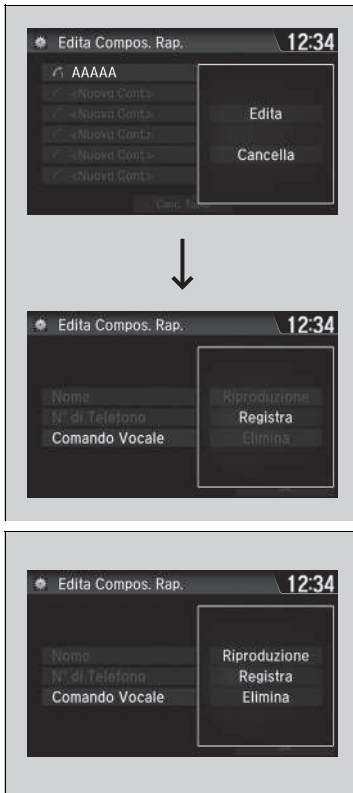 Edita Compos. Rap. 12:34
AAAAA
<Nuovo Cont.>
<Nuovo Cont.>
Edita
<Nuovo Cont.>
<Nuovo Cont.>
Cancella
<Nuovo Cont.>
Canc. Tutto
Edita Compos. Rap. 12:34
Nome Riproduzione
N° di Telefono Registra
Comando Vocale Elimina
Edita Compos. Rap. 12:34
Nome Riproduzione
N° di Telefono Registra
Comando Vocale Elimina